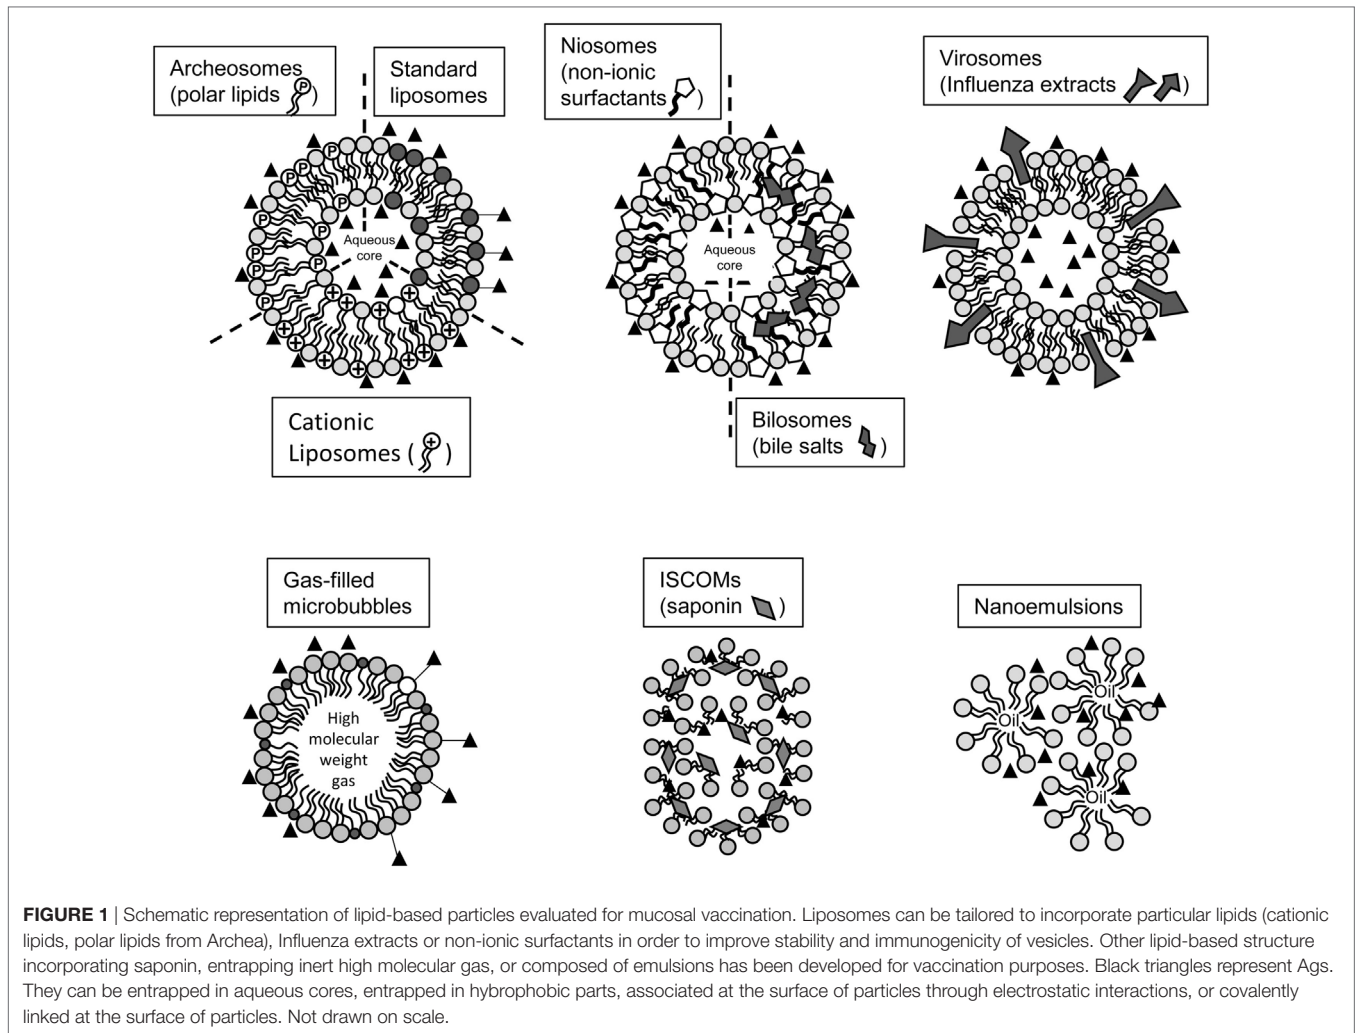 Archeosomes
(polar lipids )
Standard
liposomes
Niosomes
(non-ionic
surfactants )
Virosomes
(Influenza extracts )
P
P
P
P
P
P
P
P
P
P
P
Aqueous
core
Aqueous
core
Cationic
Liposomes ( )
Bilosomes
(bile salts )
Gas-filled
microbubbles
ISCOMs
(saponin )
Nanoemulsions
High
molecular
weight
gas
Oil
Oil
Oil
FIGURE 1 | Schematic representation of lipid-based particles evaluated for mucosal vaccination. Liposomes can be tailored to incorporate particular lipids (cationic
lipids, polar lipids from Archea), Influenza extracts or non-ionic surfactants in order to improve stability and immunogenicity of vesicles. Other lipid-based structure
incorporating saponin, entrapping inert high molecular gas, or composed of emulsions has been developed for vaccination purposes. Black triangles represent Ags.
They can be entrapped in aqueous cores, entrapped in hybrophobic parts, associated at the surface of particles through electrostatic interactions, or covalently
linked at the surface of particles. Not drawn on scale.